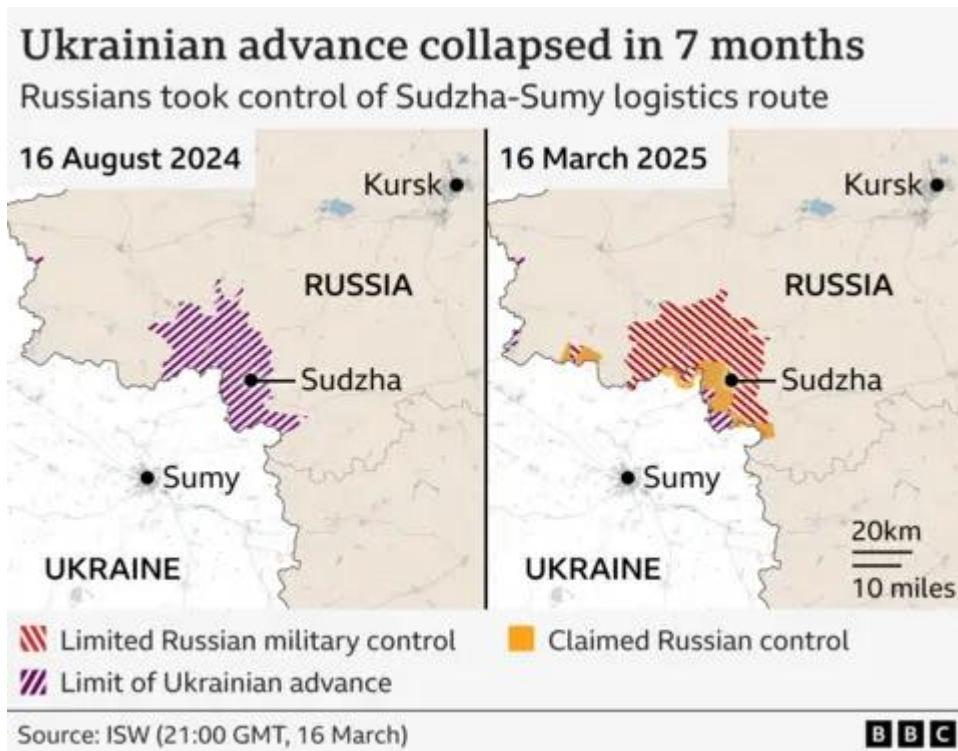 Ukrainian advance collapsed in 7 months
Russians took control of Sudzha-Sumy logistics route
16 August 2024
Kursk
RUSSIA
Sudzha
Sumy
UKRAINE
16 March 2025
Kursk
RUSSIA
Sudzha
Sumy
UKRAINE
20km
10 miles
Limited Russian military control
Claimed Russian control
Limit of Ukrainian advance
Source: ISW (21:00 GMT, 16 March)
BBC